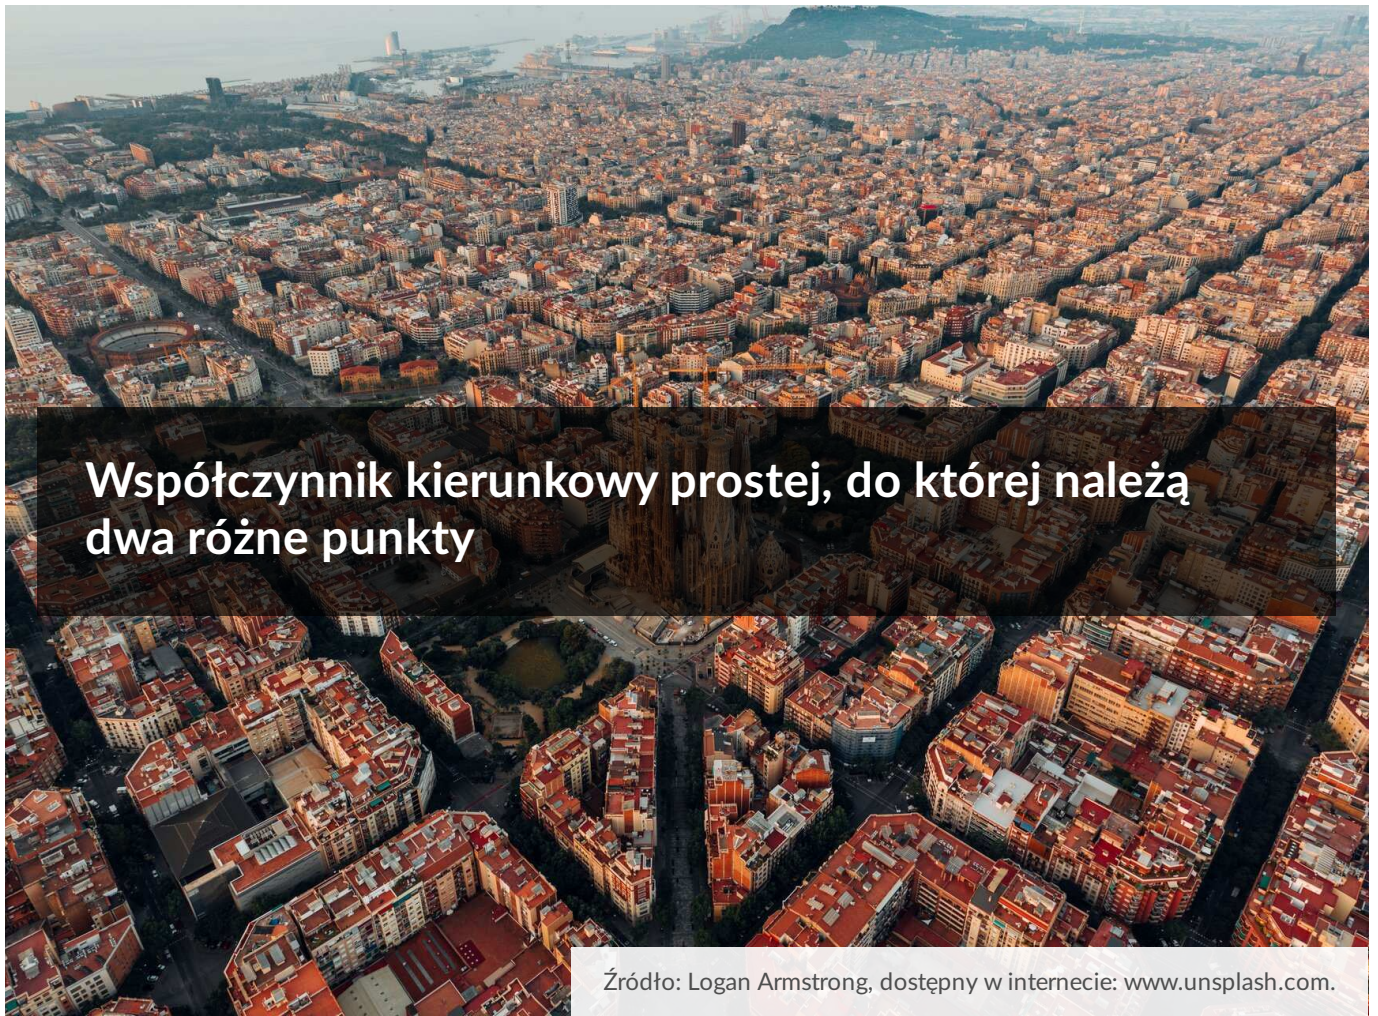 Współczynnik kierunkowy prostej, do której należą
dwa różne punkty
Źródło: Logan Armstrong, dostępny w internecie: www.unsplash.com.